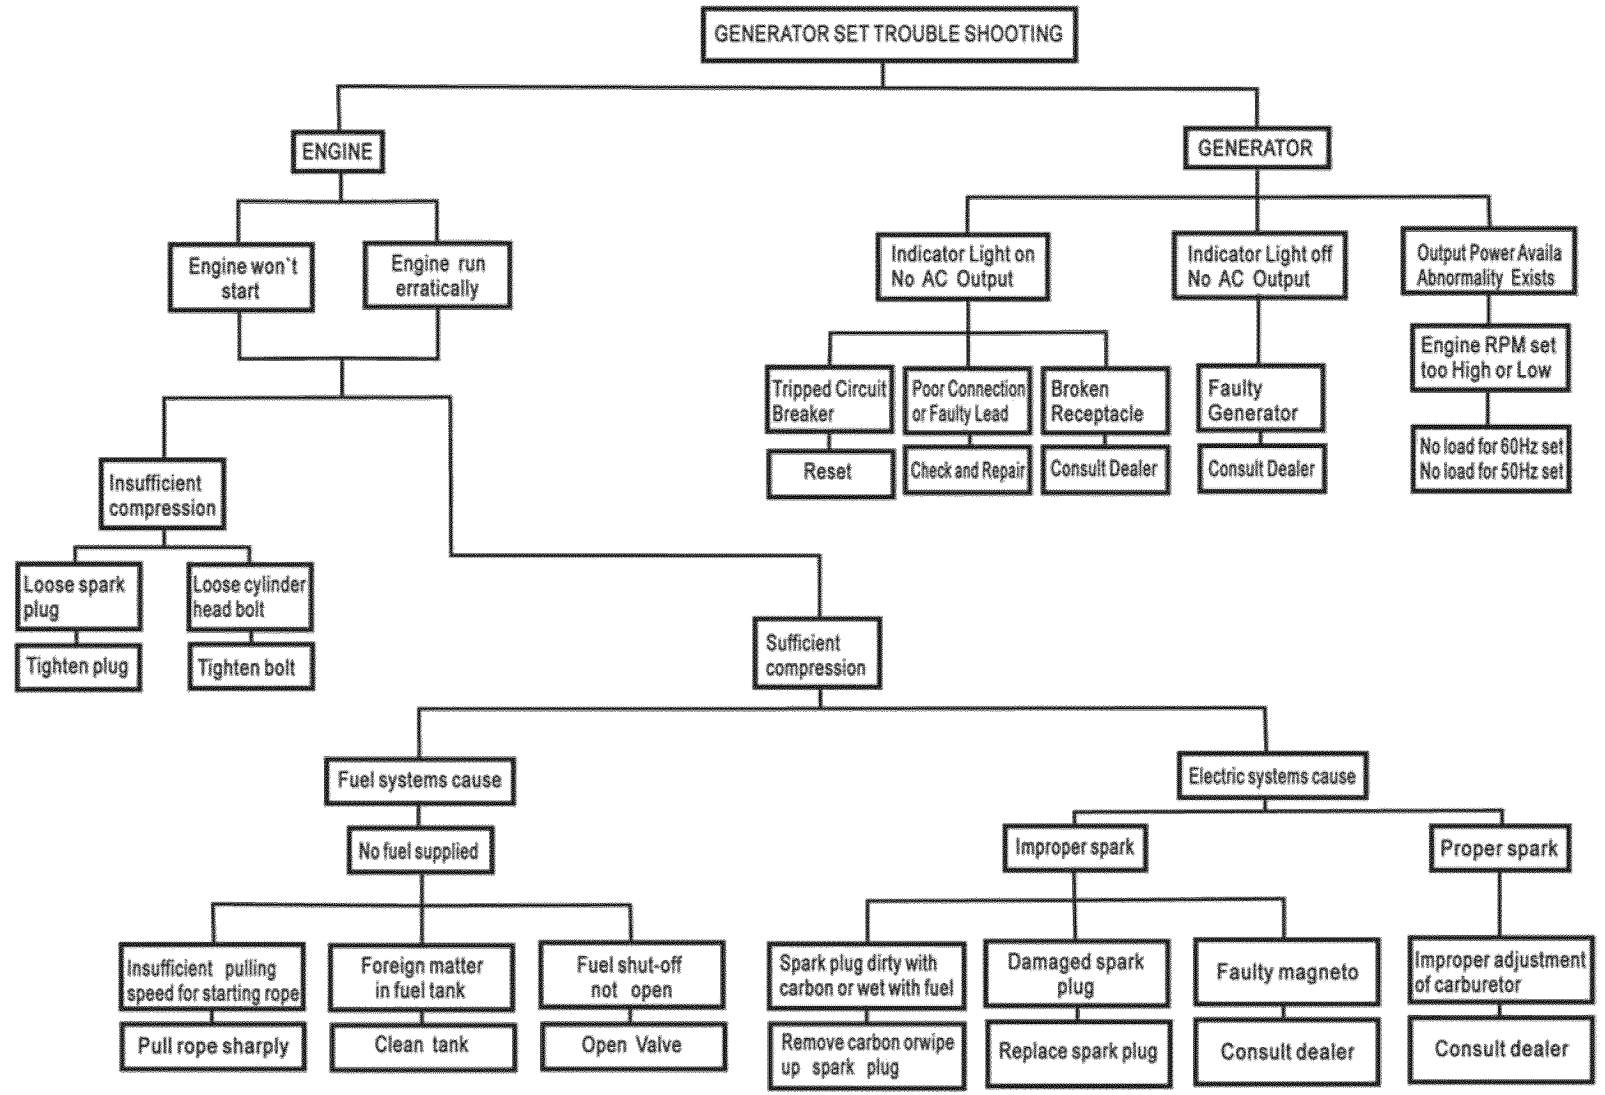 GENERATOR SET TROUBLE SHOOTING
ENGINE
GENERATOR
Engine won`t
start
Engine run
erratically
Indicator Light on
No AC Output
Indicator Light off
No AC Output
Output Power Availa
Abnormality Exists
Tripped Circuit
Breaker
Poor Connection
or Faulty Lead
Broken
Receptacle
Faulty
Generator
Engine RPM set
too High or Low
Reset
Check and Repair
Consult Dealer
Consult Dealer
No load for 60Hz set
No load for 50Hz set
Insufficient
compression
Loose spark
plug
Loose cylinder
head bolt
Tighten plug
Tighten bolt
Sufficient
compression
Fuel systems cause
Electric systems cause
No fuel supplied
Improper spark
Proper spark
Insufficient pulling
speed for starting rope
Foreign matter
in fuel tank
Fuel shut-off
not open
Spark plug dirty with
carbon or wet with fuel
Damaged spark
plug
Faulty magneto
Improper adjustment
of carburetor
Pull rope sharply
Clean tank
Open Valve
Remove carbon orwipe
up spark plug
Replace spark plug
Consult dealer
Consult dealer